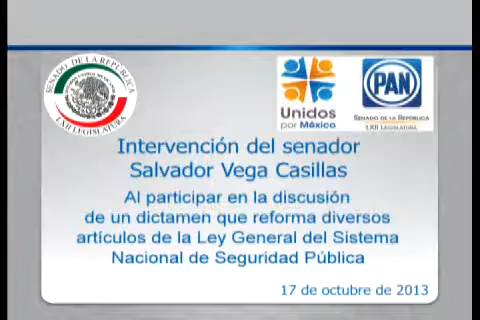 SENADO DE LA REPÚBLICA
LXII LEGISLATURA
Unidos
por México
PAN
SENADO DE LA REPÚBLICA
LXII LEGISLATURA
Intervención del senador
Salvador Vega Casillas
Al participar en la discusión
de un dictamen que reforma diversos
artículos de la Ley General del Sistema
Nacional de Seguridad Pública
17 de octubre de 2013